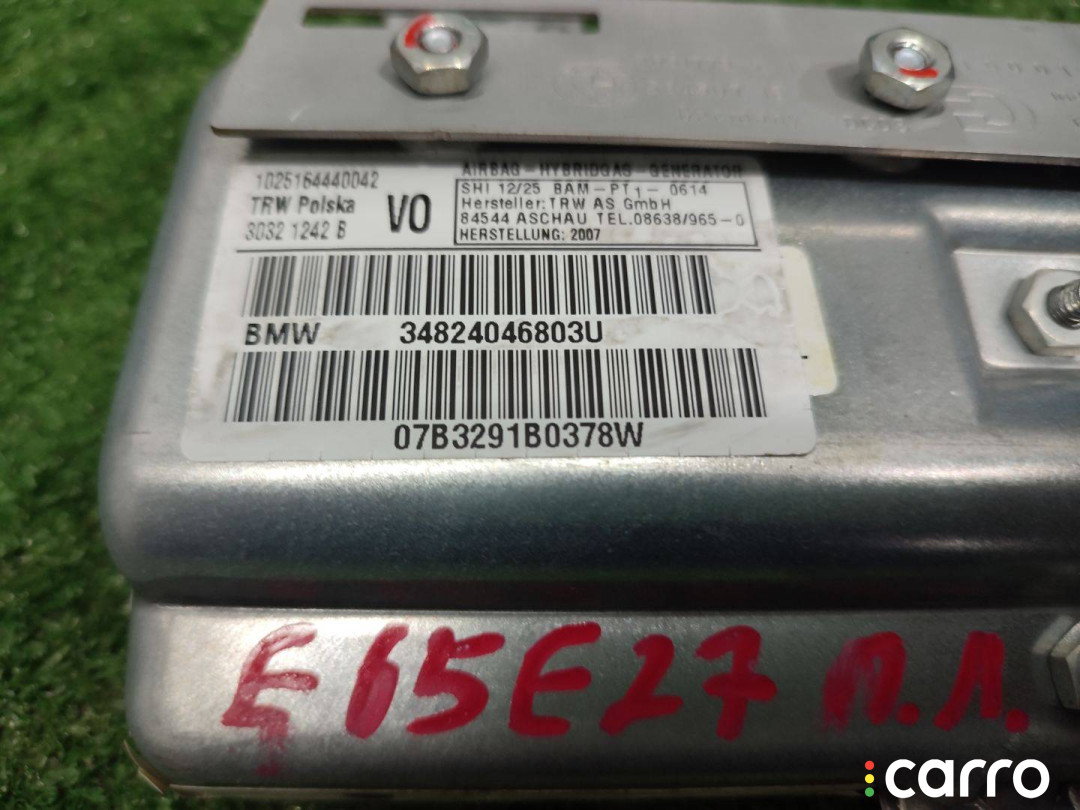 1025164440042
TRW Polska
3032 1242 B
VO
AIRBAG-HYBRIDGAS-GENERATOR
SHI 12/25 BAM-PT1-0614
Hersteller: TRW AS GmbH
84544 ASCHAU TEL.08638/965-0
HERSTELLUNG: 2007
BMW 34824046803U
07B3291B0378W
E65E27 П.Л.
carro